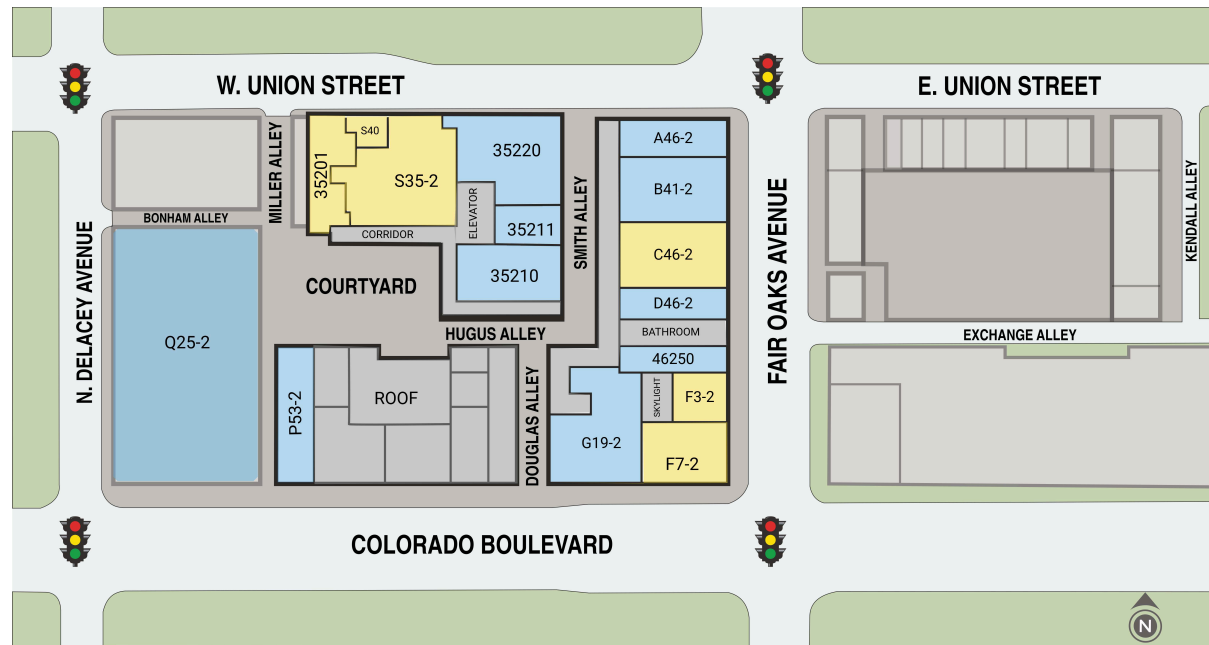 W. UNION STREET
E. UNION STREET
MILLER ALLEY
35201
S40
S35-2
35220
ELEVATOR
35211
35210
CORRIDOR
SMITH ALLEY
A46-2
B41-2
C46-2
D46-2
BATHROOM
46250
SKYLIGHT
F3-2
F7-2
G19-2
FAIR OAKS AVENUE
KENDALL ALLEY
EXCHANGE ALLEY
BONHAM ALLEY
N. DELACEY AVENUE
Q25-2
COURTYARD
HUGUS ALLEY
P53-2
ROOF
DOUGLAS ALLEY
COLORADO BOULEVARD
N